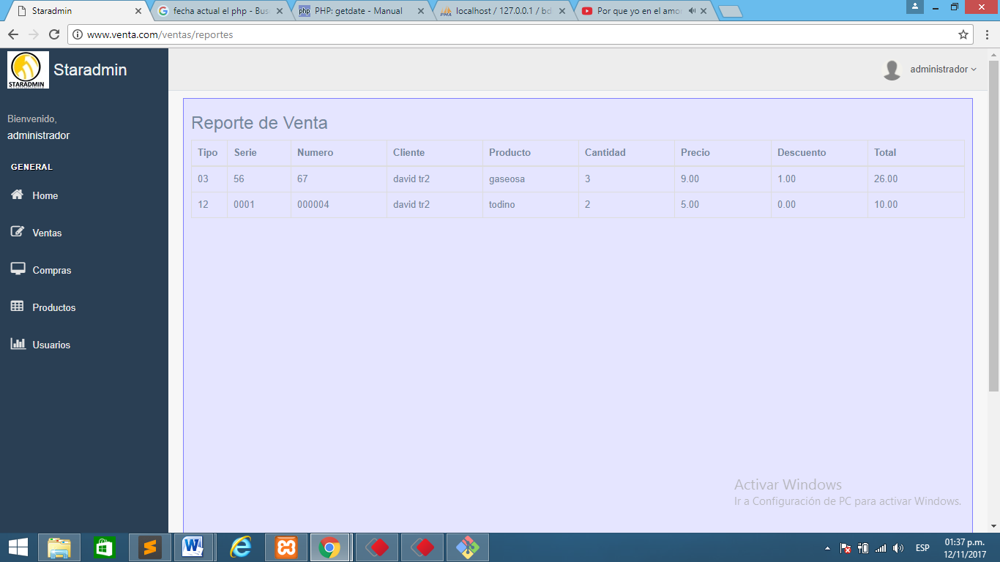 Staradmin
fecha actual el php - Bus
PHP: getdate - Manual
localhost / 127.0.0.1 / bd
Por que yo en el amo
www.venta.com/ventas/reportes
STARADMIN
Staradmin
administrador
Bienvenido,
administrador
GENERAL
Home
Ventas
Compras
Productos
Usuarios
Reporte de Venta
Tipo Serie Numero Cliente Producto Cantidad Precio Descuento Total
03 56 67 david tr2 gaseosa 3 9.00 1.00 26.00
12 0001 000004 david tr2 todino 2 5.00 0.00 10.00
Activar Windows
Ir a Configuración de PC para activar Windows.
ESP
01:37 p.m.
12/11/2017